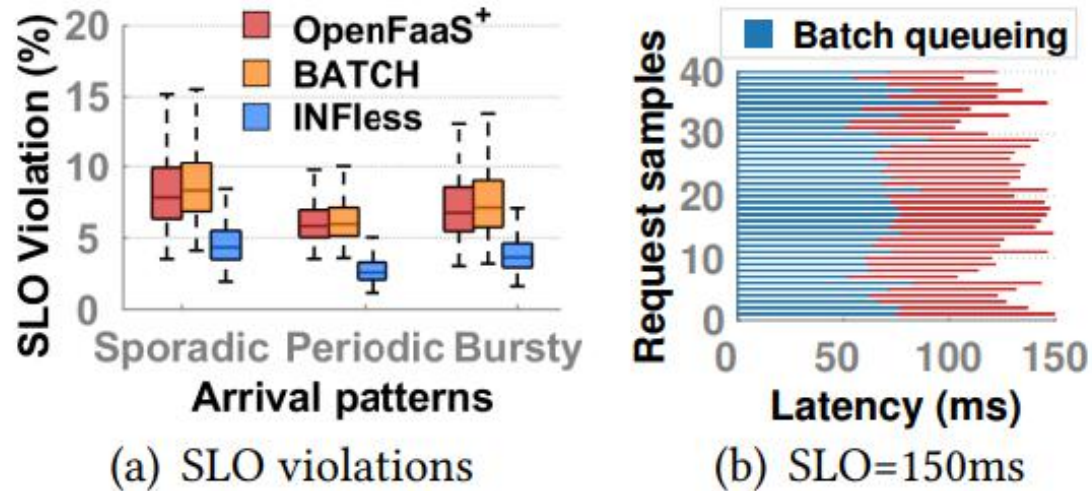 SLO Violation (%)
20
15
10
5
0
OpenFaaS+
BATCH
INFless
Sporadic Periodic Bursty
Arrival patterns
(a) SLO violations
Batch queueing
Request samples
40
30
20
10
0
0 50 100 150
Latency (ms)
(b) SLO=150ms